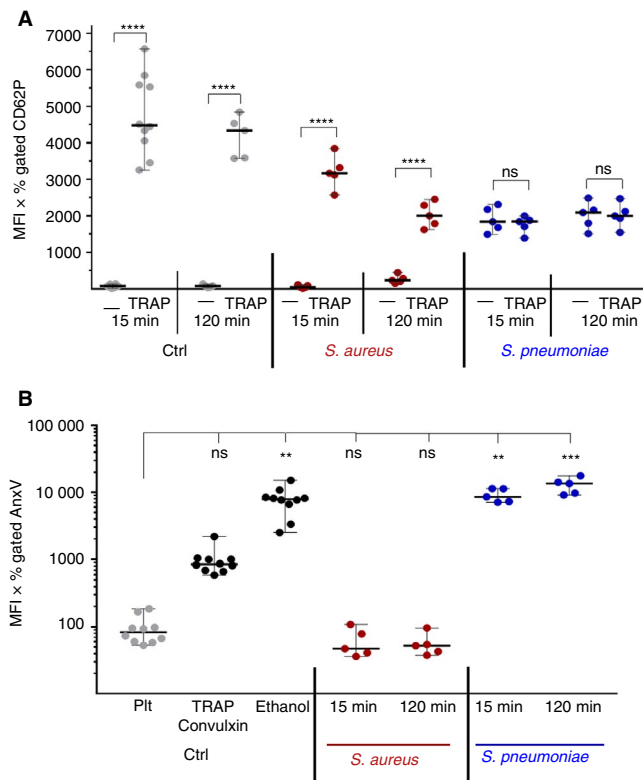 A
MFI × % gated CD62P
7000
6000
5000
4000
3000
2000
1000
****
****
****
****
ns
ns
— TRAP — TRAP — TRAP — TRAP — TRAP — TRAP
15 min 120 min 15 min 120 min 15 min 120 min
Ctrl S. aureus S. pneumoniae
B
MFI × % gated AnxV
100 000
10 000
1000
100
ns ** ns ns ** ***
Plt TRAP Ethanol 15 min 120 min 15 min 120 min
Convulxin
Ctrl S. aureus S. pneumoniae